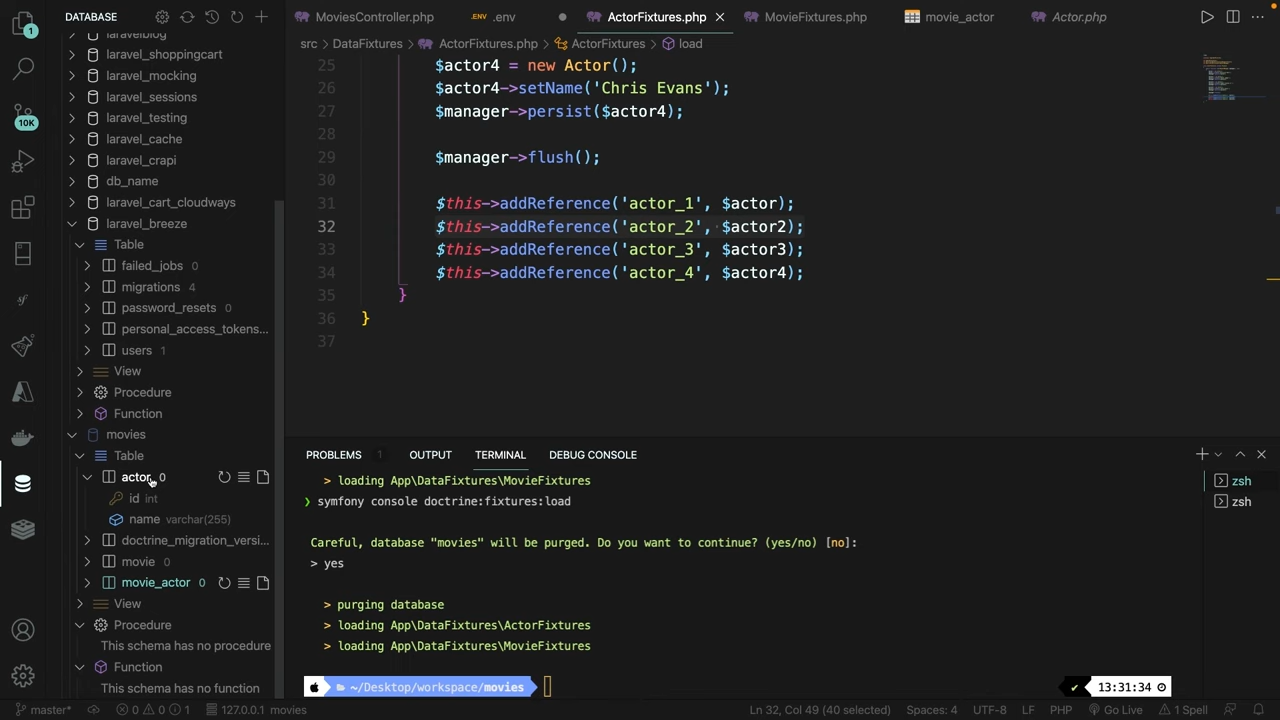 DATABASE
laravelblog
laravel_shoppingcart
laravel_mocking
laravel_sessions
laravel_testing
laravel_cache
laravel_crapi
db_name
laravel_cart_cloudways
laravel_breeze
Table
failed_jobs 0
migrations 4
password_resets 0
personal_access_tokens...
users 1
View
Procedure
Function
movies
Table
actor 0
id int
name varchar(255)
doctrine_migration_versi...
movie 0
movie_actor 0
View
Procedure
This schema has no procedure
Function
This schema has no function
1
10K
MoviesController.php
.ENV .env
ActorFixtures.php
MovieFixtures.php
movie_actor
Actor.php
src > DataFixtures > ActorFixtures.php > ActorFixtures > load
25 $actor4 = new Actor();
26 $actor4->setName('Chris Evans');
27 $manager->persist($actor4);
28
29 $manager->flush();
30
31 $this->addReference('actor_1', $actor);
32 $this->addReference('actor_2', $actor2);
33 $this->addReference('actor_3', $actor3);
34 $this->addReference('actor_4', $actor4);
35 }
36 }
37
PROBLEMS 1 OUTPUT TERMINAL DEBUG CONSOLE
> loading App\DataFixtures\MovieFixtures
❯ symfony console doctrine:fixtures:load
Careful, database "movies" will be purged. Do you want to continue? (yes/no) [no]:
> yes
> purging database
> loading App\DataFixtures\ActorFixtures
> loading App\DataFixtures\MovieFixtures
~/Desktop/workspace/movies
13:31:34
zsh
zsh
master* 0 0 1 127.0.0.1 movies Ln 32, Col 49 (40 selected) Spaces: 4 UTF-8 LF PHP Go Live 1 Spell